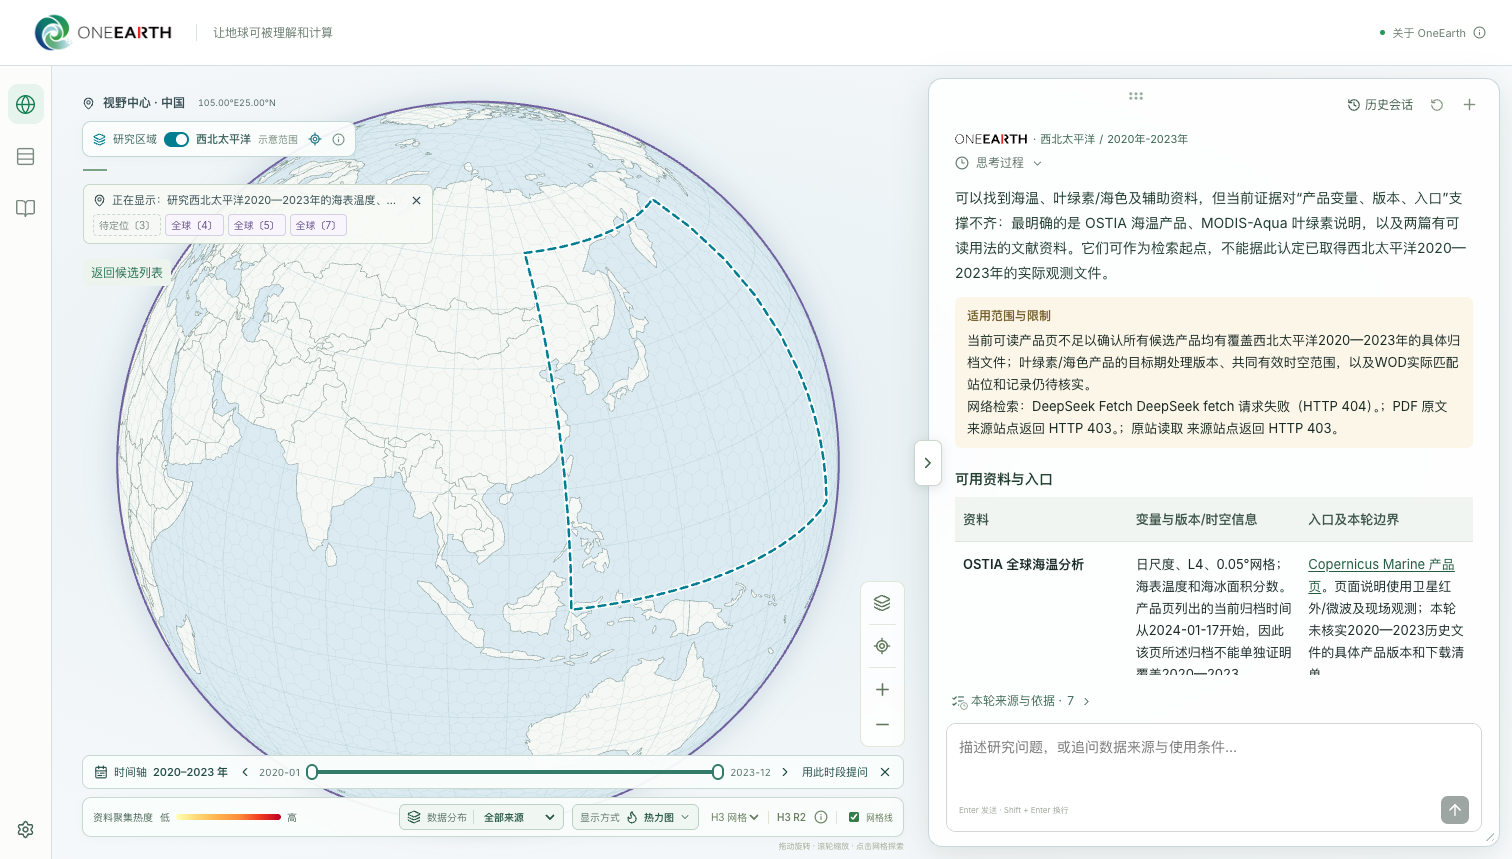 ONEEARTH
让地球可被理解和计算
关于 OneEarth
视野中心 · 中国 105.00°E25.00°N
研究区域 西北太平洋 示意范围
正在显示：研究西北太平洋2020—2023年的海表温度、...
待定位（3） 全球（4） 全球（5） 全球（7）
返回候选列表
时间轴 2020–2023 年 2020-01 2023-12 用此时段提问
资料聚集热度 低 高 数据分布 全部来源 显示方式 热力图 H3 网格 H3 R2 网格线
拖动旋转 · 滚轮缩放 · 点击网格探索
历史会话
ONEEARTH · 西北太平洋 / 2020年-2023年
思考过程
可以找到海温、叶绿素/海色及辅助资料，但当前证据对“产品变量、版本、入口”支
撑不齐：最明确的是 OSTIA 海温产品、MODIS-Aqua 叶绿素说明，以及两篇有可
读用法的文献资料。它们可作为检索起点，不能据此认定已取得西北太平洋2020—
2023年的实际观测文件。
适用范围与限制
当前可读产品页不足以确认所有候选产品均有覆盖西北太平洋2020—2023年的具体归
档文件；叶绿素/海色产品的目标期处理版本、共同有效时空范围，以及WOD实际匹配
站位和记录仍待核实。
网络检索：DeepSeek Fetch DeepSeek fetch 请求失败（HTTP 404）。；PDF 原文
来源站点返回 HTTP 403。；原站读取 来源站点返回 HTTP 403。
可用资料与入口
资料 变量与版本/时空信息 入口及本轮边界
OSTIA 全球海温分析
日尺度、L4、0.05°网格；
海表温度和海冰面积分数。
产品页列出的当前归档时间
从2024-01-17开始，因此
该页所述归档不能单独证明
覆盖2020—2023
Copernicus Marine 产品
页。页面说明使用卫星红
外/微波及现场观测；本轮
未核实2020—2023历史文
件的具体产品版本和下载清
单
本轮来源与依据 · 7
描述研究问题，或追问数据来源与使用条件...
Enter 发送 · Shift + Enter 换行